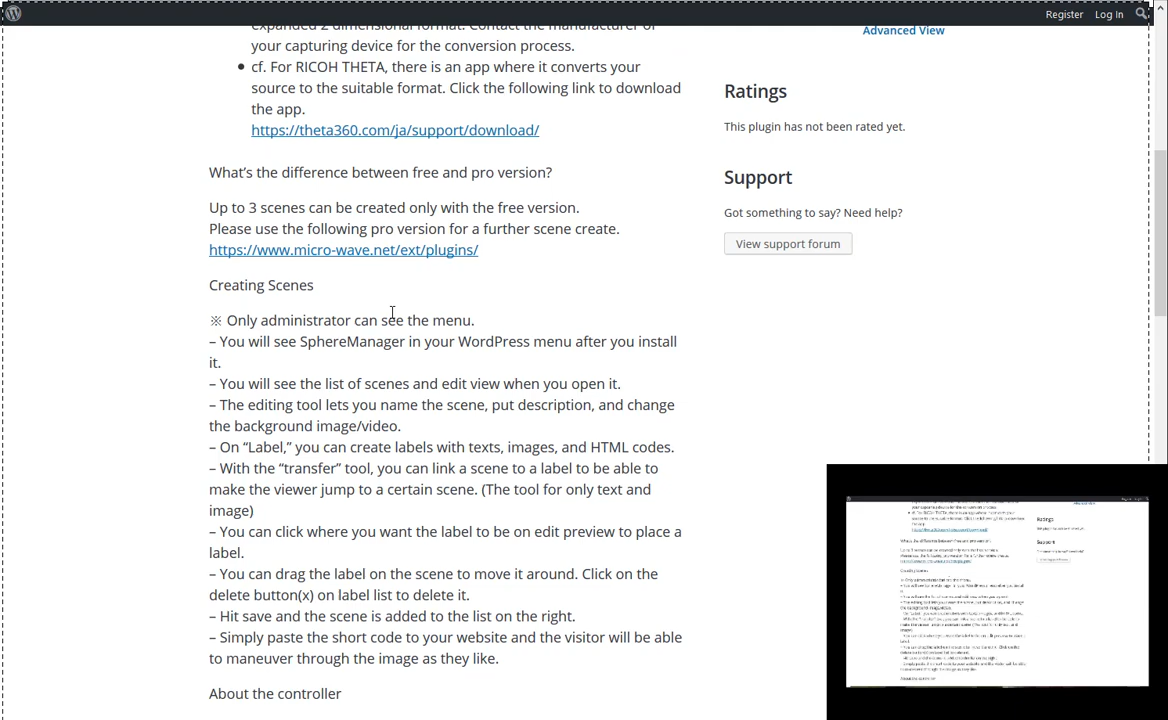 Register
Log In
Expanded 2 dimensional format. Contact the manufacturer of
your capturing device for the conversion process.
cf. For RICOH THETA, there is an app where it converts your
source to the suitable format. Click the following link to download
the app.
https://theta360.com/ja/support/download/
What's the difference between free and pro version?
Up to 3 scenes can be created only with the free version.
Please use the following pro version for a further scene create.
https://www.micro-wave.net/ext/plugins/
Creating Scenes
※ Only administrator can see the menu.
– You will see SphereManager in your WordPress menu after you install
it.
– You will see the list of scenes and edit view when you open it.
– The editing tool lets you name the scene, put description, and change
the background image/video.
– On “Label,” you can create labels with texts, images, and HTML codes.
– With the “transfer” tool, you can link a scene to a label to be able to
make the viewer jump to a certain scene. (The tool for only text and
image)
– You can click where you want the label to be on edit preview to place a
label.
– You can drag the label on the scene to move it around. Click on the
delete button(x) on label list to delete it.
– Hit save and the scene is added to the list on the right.
– Simply paste the short code to your website and the visitor will be able
to maneuver through the image as they like.
About the controller
Advanced View
Ratings
This plugin has not been rated yet.
Support
Got something to say? Need help?
View support forum
Ratings
Support